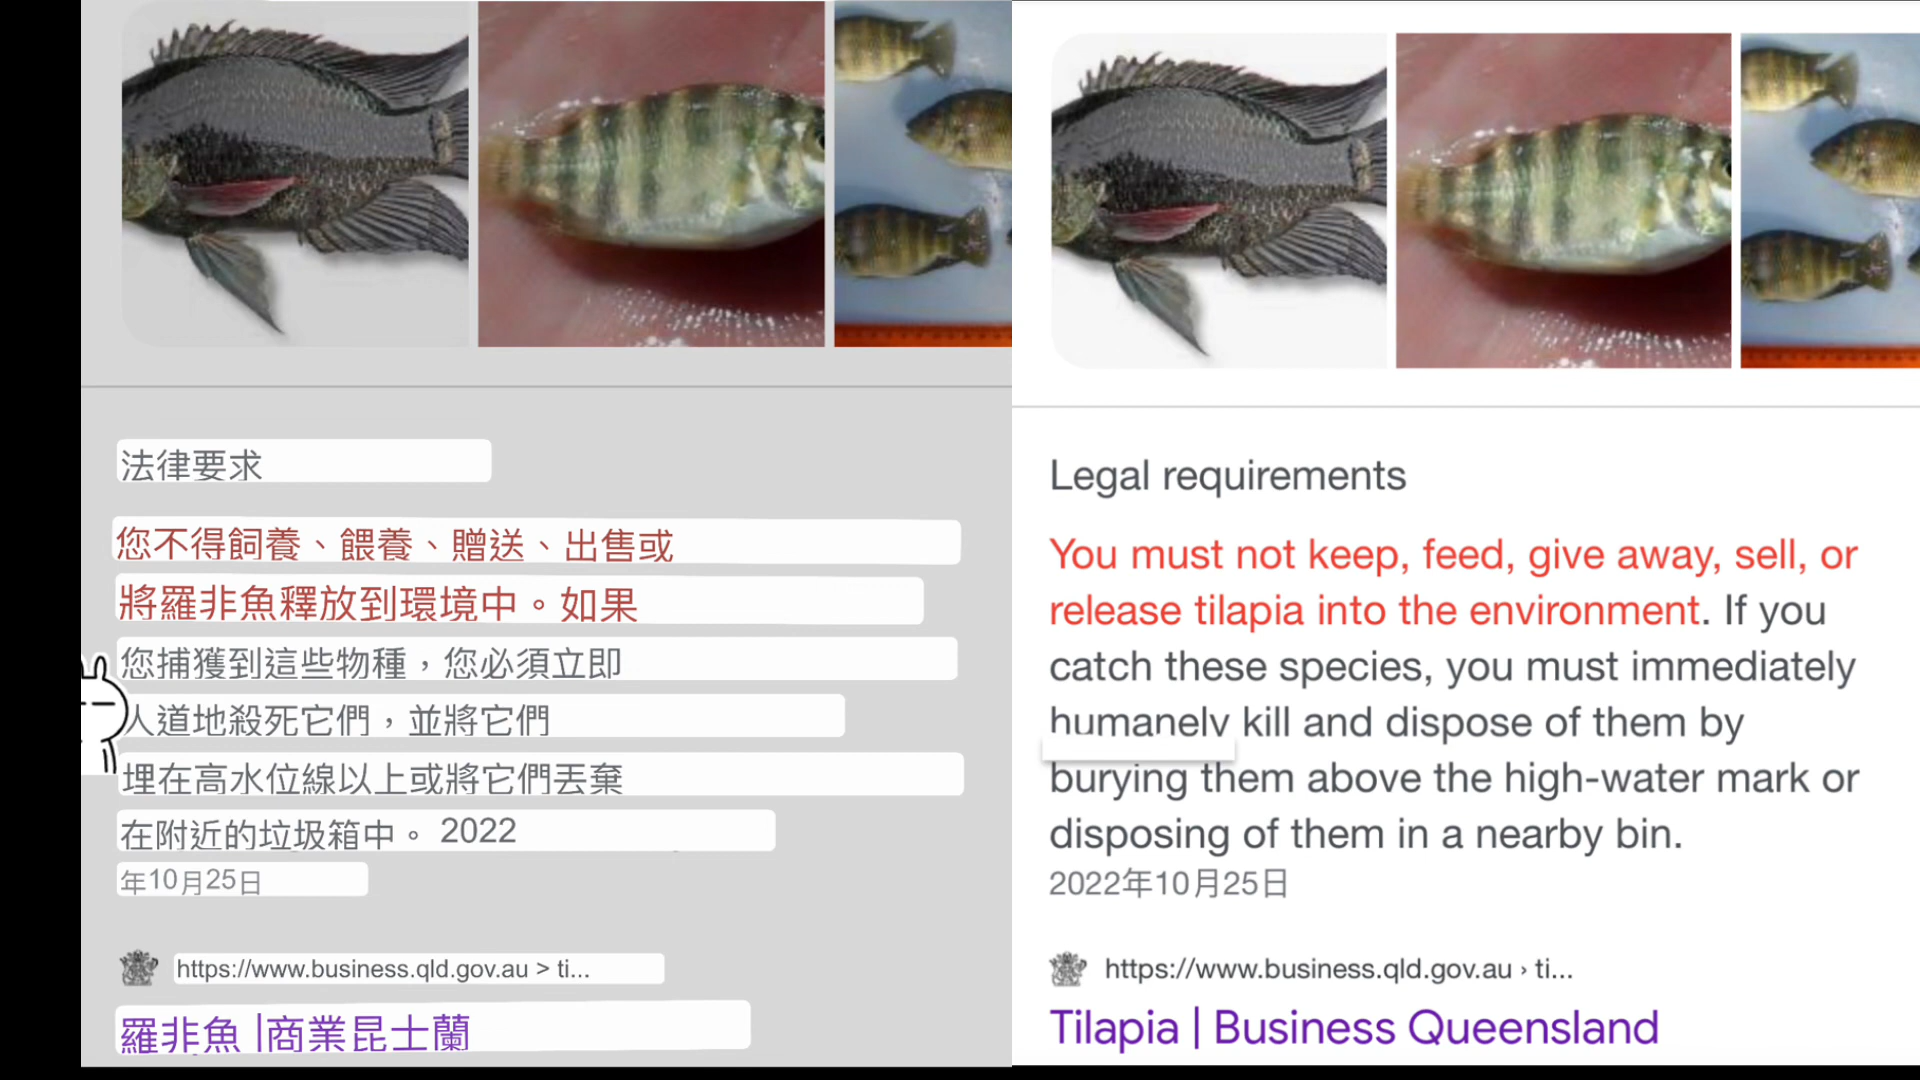 法律要求
您不得飼養、餵養、贈送、出售或
將羅非魚釋放到環境中。如果
您捕獲到這些物種，您必須立即
人道地殺死它們，並將它們
埋在高水位線以上或將它們丟棄
在附近的垃圾箱中。 2022
年10月25日
https://www.business.qld.gov.au > ti...
羅非魚 |商業昆士蘭
Legal requirements
You must not keep, feed, give away, sell, or
release tilapia into the environment. If you
catch these species, you must immediately
humanely kill and dispose of them by
burying them above the high-water mark or
disposing of them in a nearby bin.
2022年10月25日
https://www.business.qld.gov.au › ti...
Tilapia | Business Queensland